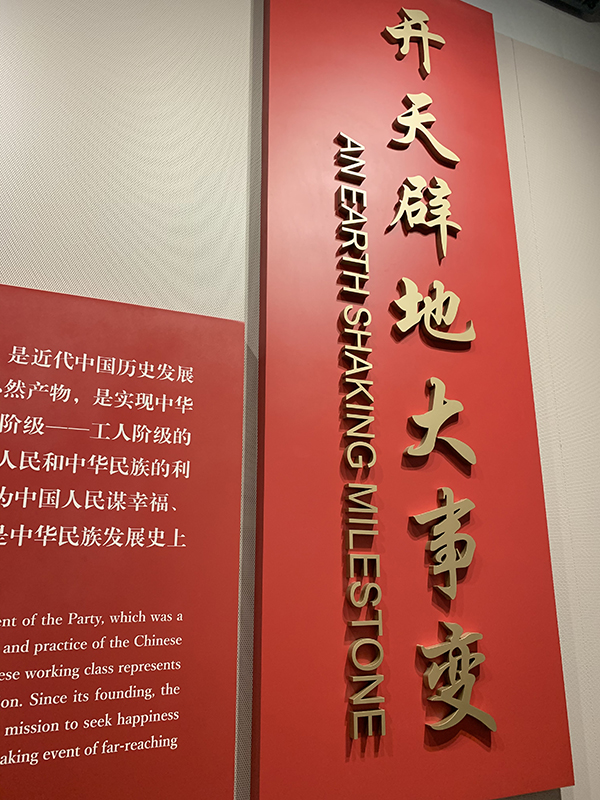 开天辟地大事变
AN EARTH SHAKING MILESTONE
是近代中国历史发展
然产物，是实现中华
阶级——工人阶级的
人民和中华民族的利
为中国人民谋幸福、
是中华民族发展史上
ent of the Party, which was a
and practice of the Chinese
ese working class represents
on. Since its founding, the
mission to seek happiness
aking event of far-reaching